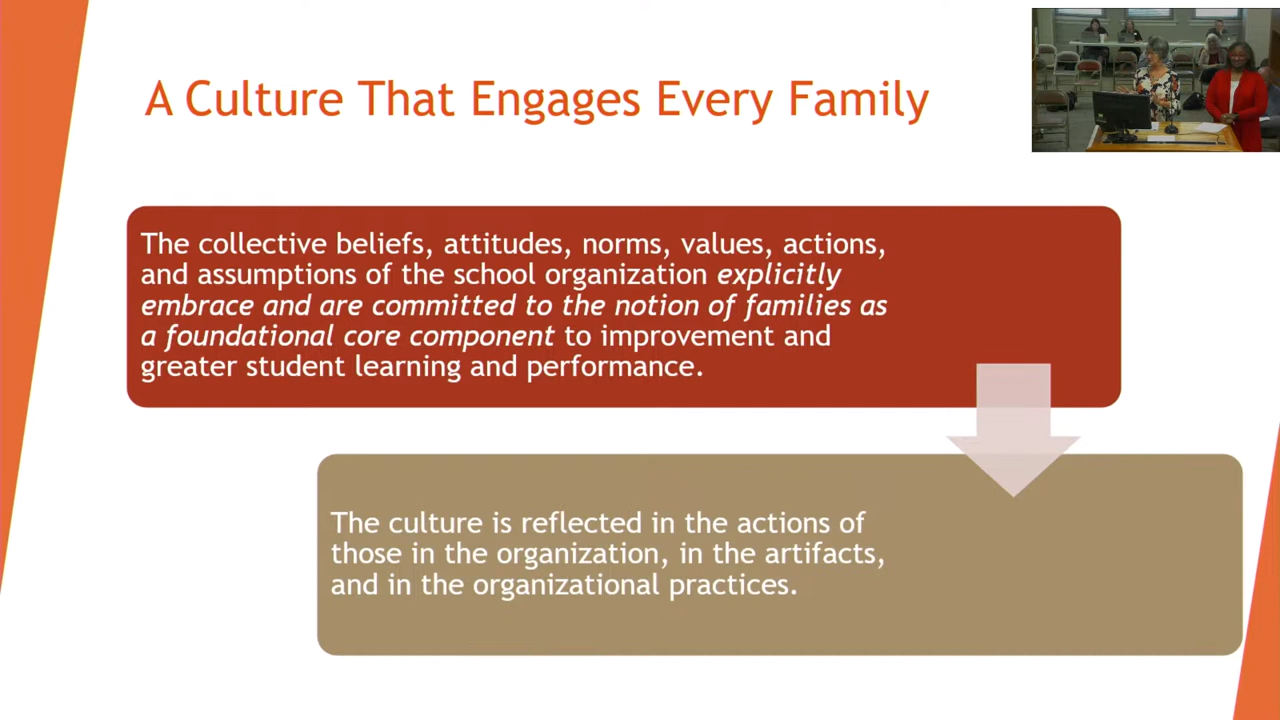 A Culture That Engages Every Family
The collective beliefs, attitudes, norms, values, actions,
and assumptions of the school organization explicitly
embrace and are committed to the notion of families as
a foundational core component to improvement and
greater student learning and performance.
The culture is reflected in the actions of
those in the organization, in the artifacts,
and in the organizational practices.